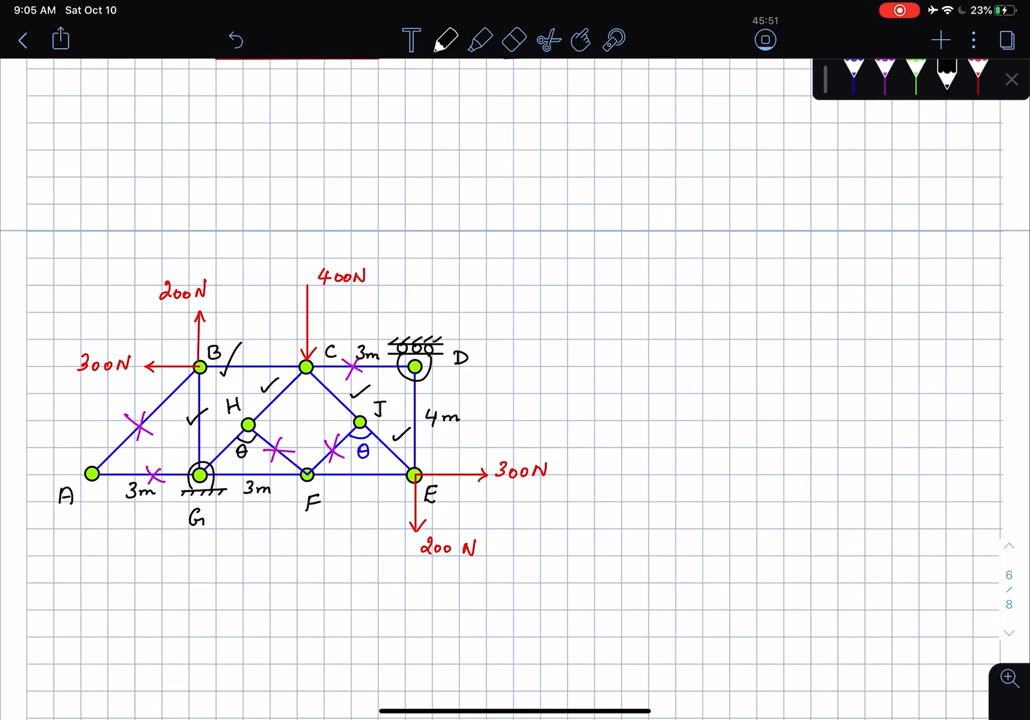 9:05 AM Sat Oct 10
23%
45:51
T
400N
200N
B
C
3m
D
300N
H
J
4m
θ
θ
300N
A
3m
3m
F
E
G
200 N
6
8